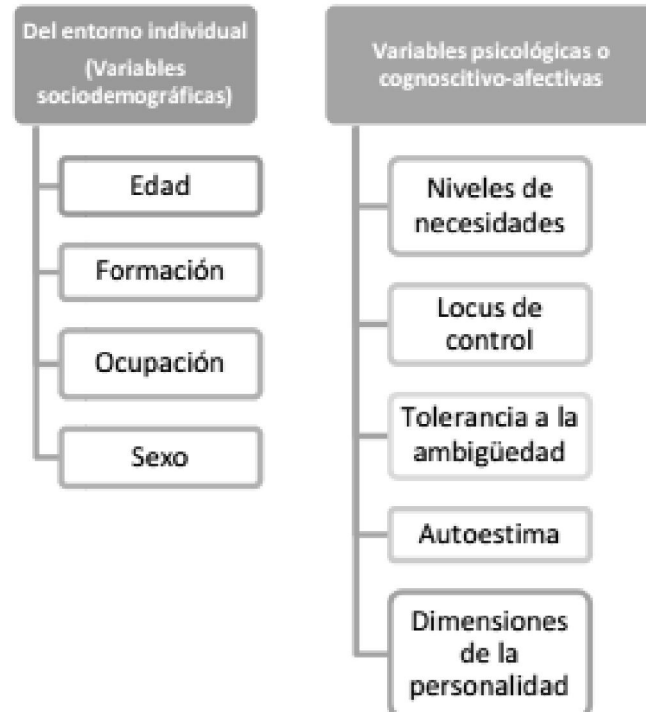 Del entorno individual
(Variables
sociodemográficas)
Edad
Formación
Ocupación
Sexo
Variables psicológicas o
cognoscitivo-afectivas
Niveles de
necesidades
Locus de
control
Tolerancia a la
ambigüedad
Autoestima
Dimensiones
de la
personalidad